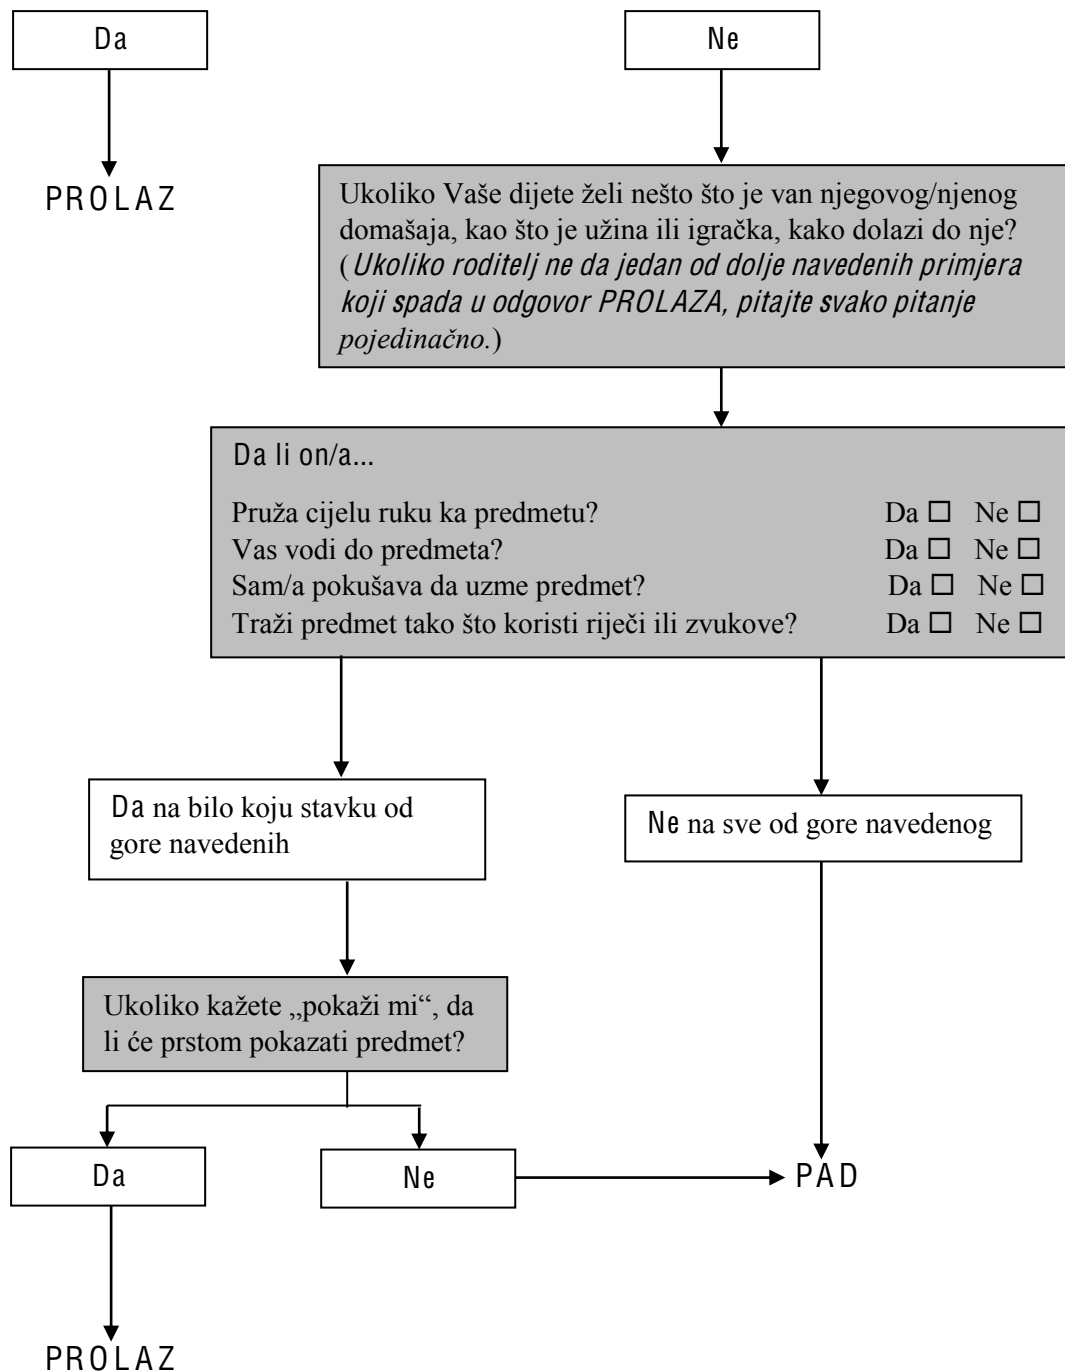 Da
Ne
PROLAZ
Ukoliko Vaše dijete želi nešto što je van njegovog/njenog
domašaja, kao što je užina ili igračka, kako dolazi do nje?
(Ukoliko roditelj ne da jedan od dolje navedenih primjera
koji spada u odgovor PROLAZA, pitajte svako pitanje
pojedinačno.)
Da li on/a...
Pruža cijelu ruku ka predmetu? Da □ Ne □
Vas vodi do predmeta? Da □ Ne □
Sam/a pokušava da uzme predmet? Da □ Ne □
Traži predmet tako što koristi riječi ili zvukove? Da □ Ne □
Da na bilo koju stavku od
gore navedenih
Ne na sve od gore navedenog
Ukoliko kažete „pokaži mi“, da
li će prstom pokazati predmet?
Da
Ne
PAD
PROLAZ